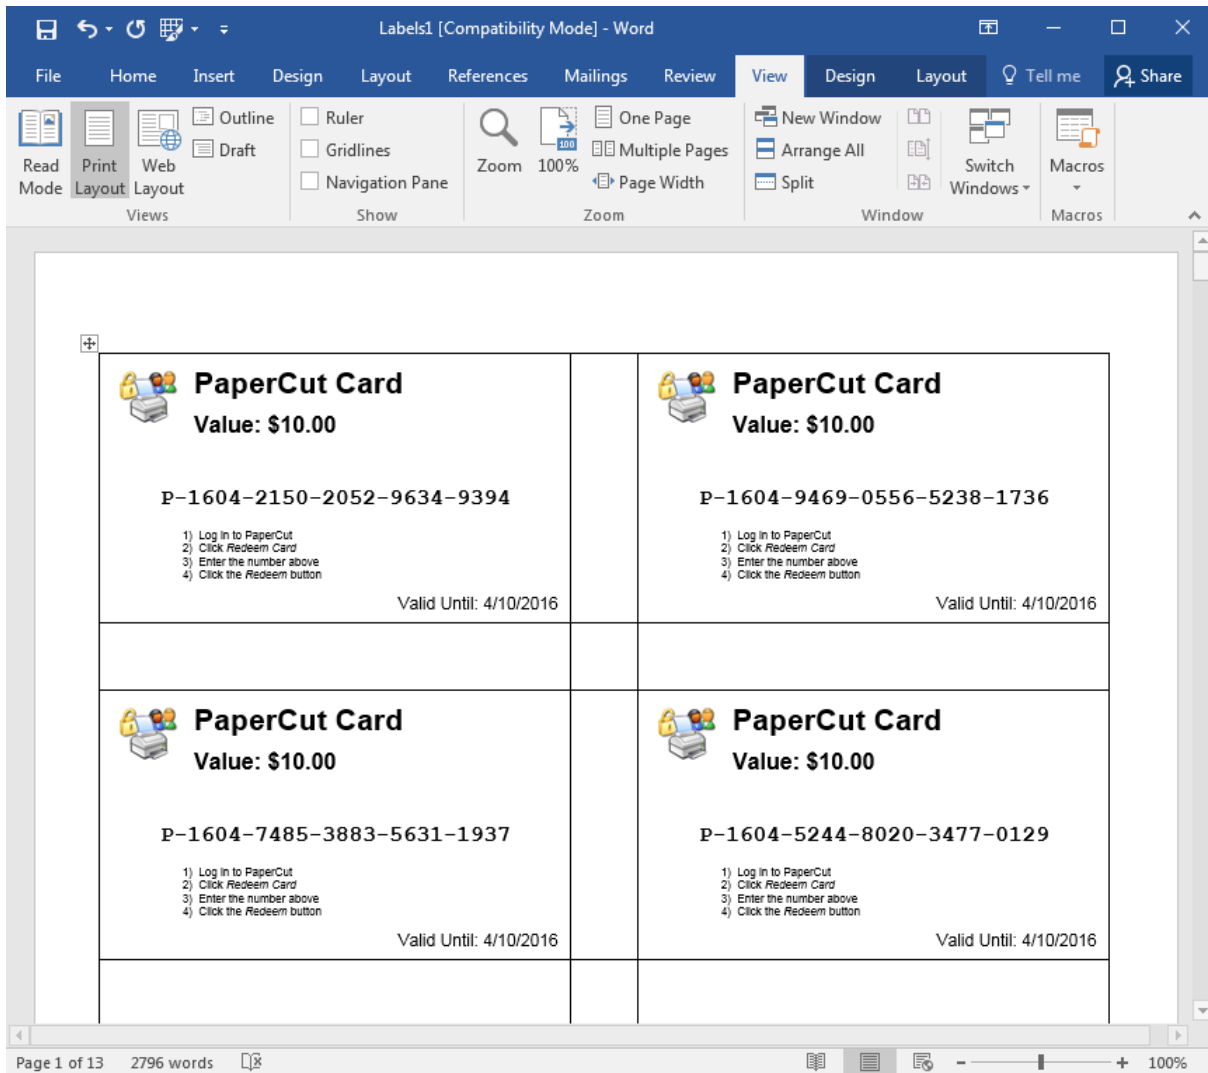 Labels1 [Compatibility Mode] - Word
File Home Insert Design Layout References Mailings Review View Design Layout Tell me Share
Read Mode
Print Layout
Web Layout
Outline
Draft
Views
Ruler
Gridlines
Navigation Pane
Show
Zoom
100
100%
One Page
Multiple Pages
Page Width
Zoom
New Window
Arrange All
Split
Switch Windows
Window
Macros
Macros
PaperCut Card
Value: $10.00
P-1604-2150-2052-9634-9394
1) Log in to PaperCut
2) Click Redeem Card
3) Enter the number above
4) Click the Redeem button
Valid Until: 4/10/2016
PaperCut Card
Value: $10.00
P-1604-9469-0556-5238-1736
1) Log in to PaperCut
2) Click Redeem Card
3) Enter the number above
4) Click the Redeem button
Valid Until: 4/10/2016
PaperCut Card
Value: $10.00
P-1604-7485-3883-5631-1937
1) Log in to PaperCut
2) Click Redeem Card
3) Enter the number above
4) Click the Redeem button
Valid Until: 4/10/2016
PaperCut Card
Value: $10.00
P-1604-5244-8020-3477-0129
1) Log in to PaperCut
2) Click Redeem Card
3) Enter the number above
4) Click the Redeem button
Valid Until: 4/10/2016
Page 1 of 13 2796 words 100%